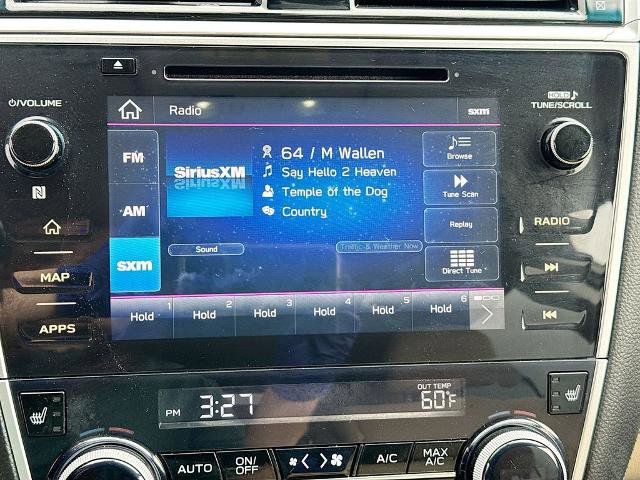 HOLD
VOLUME
TUNE/SCROLL
Radio
sxm
FM
AM
sxm
SiriusXM
64 / M Wallen
Say Hello 2 Heaven
Temple of the Dog
Country
Browse
Tune Scan
Replay
Direct Tune
Sound
Traffic & Weather Now
1 2 3 4 5 6
Hold Hold Hold Hold Hold Hold
MAP
APPS
RADIO
PM 3:27
OUT TEMP
60°F
AUTO
ON/
OFF
A/C
MAX
A/C